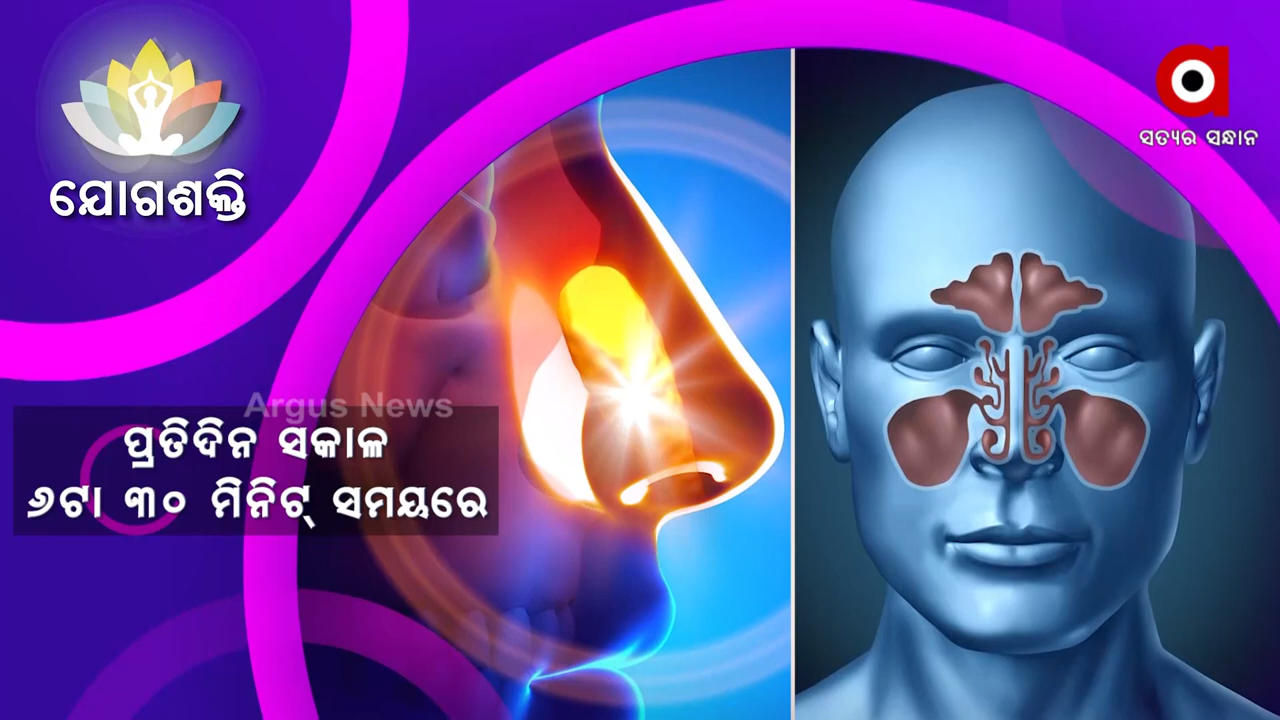 ଯୋଗଶକ୍ତି
ସତ୍ୟର ସନ୍ଧାନ
Argus News
ପ୍ରତିଦିନ ସକାଳ
୬ଟା ୩୦ ମିନିଟ୍ ସମୟରେ